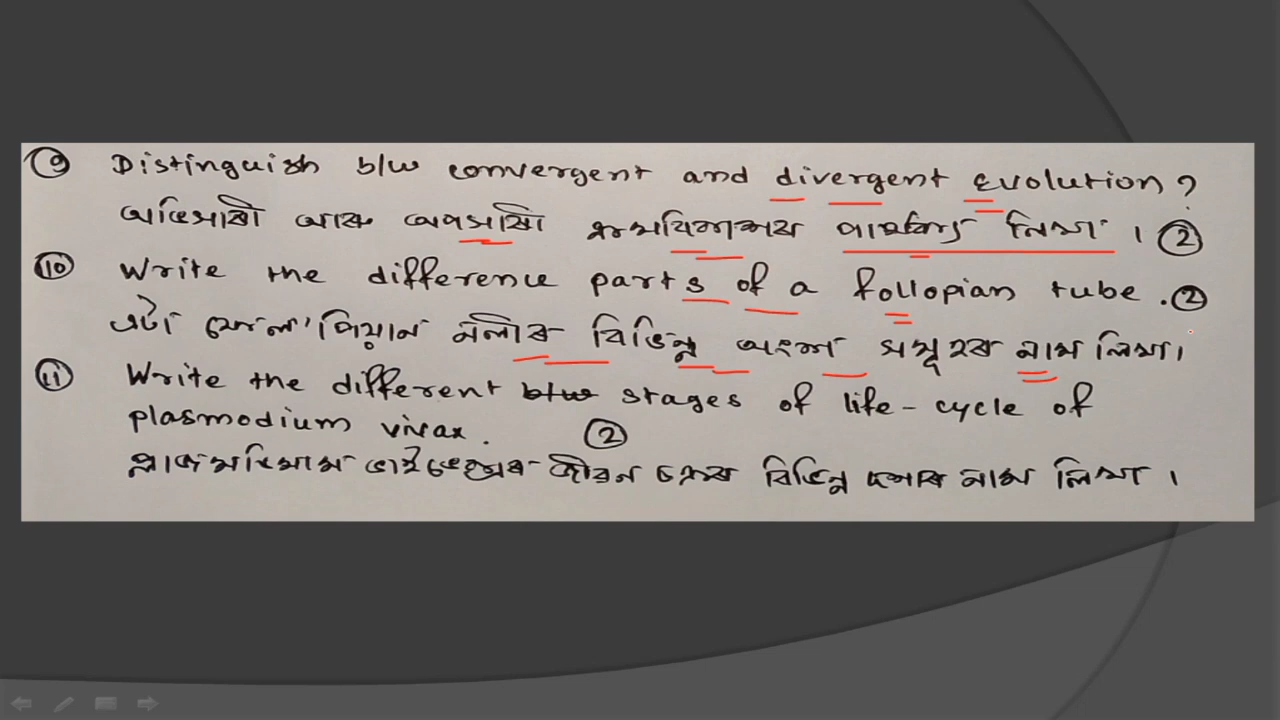 9 Distinguish b/w convergent and divergent Evolution?
অভিসাৰী আৰু অপসাৰী ক্ৰমবিকাশৰ পাৰ্থক্য লিখা । 2
10 Write the difference parts of a follopian tube. 2
এটা ফেল'পিয়ান নলীৰ বিভিন্ন অংশ সমূহৰ নাম লিখা।
11 Write the different b/w stages of life-cycle of
plasmodium vivax. 2
ভাইভেক্সৰ জীৱন চক্ৰৰ বিভিন্ন দশাৰ নাম লিখা ।